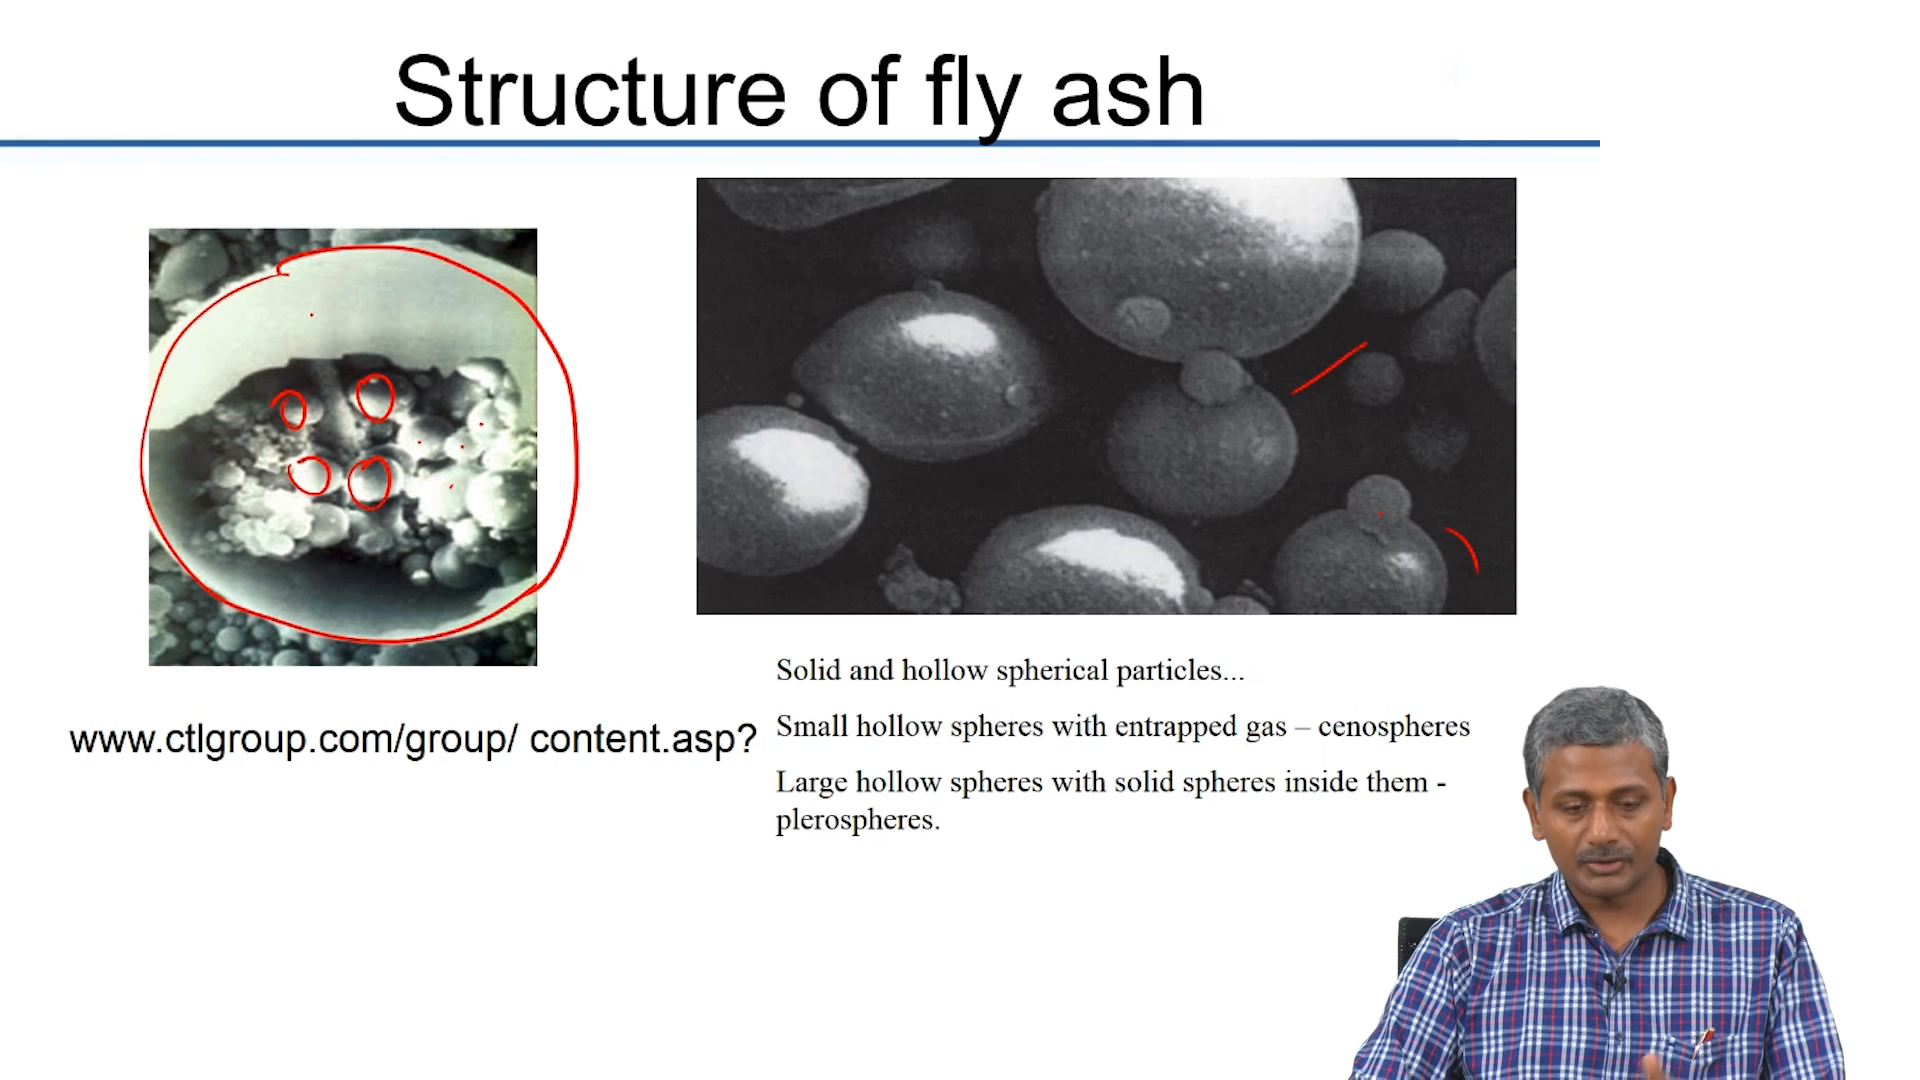 Structure of fly ash
www.ctlgroup.com/group/ content.asp?
Solid and hollow spherical particles...
Small hollow spheres with entrapped gas – cenospheres
Large hollow spheres with solid spheres inside them -
plerospheres.